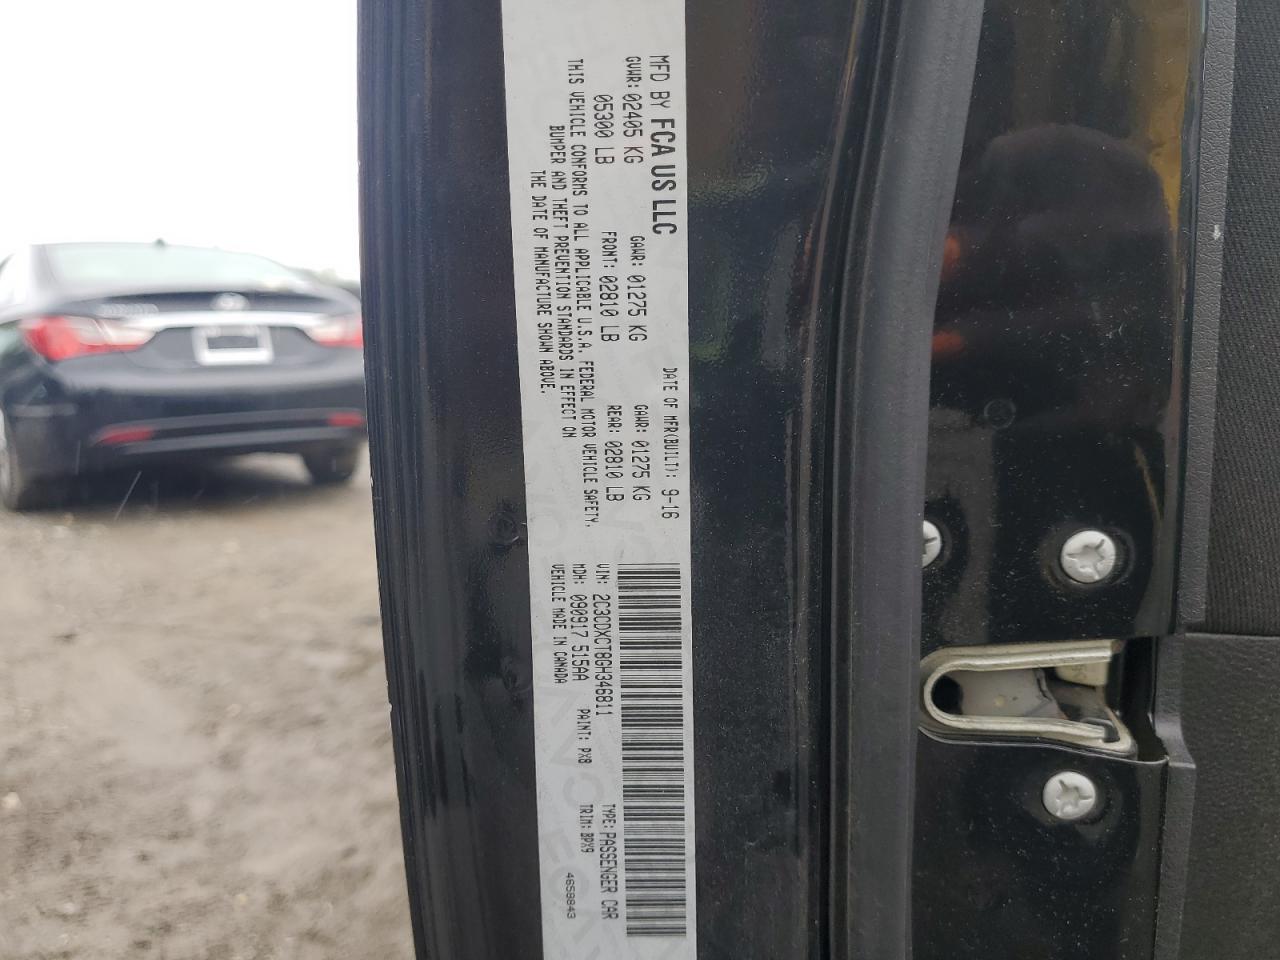 MFD BY FCA US LLC
DATE OF MFR(BUILT): 9-16
GVWR: 02405 KG
GAWR: 01275 KG
GAWR: 01275 KG
05300 LB
FRONT: 02810 LB
REAR: 02810 LB
THIS VEHICLE CONFORMS TO ALL APPLICABLE U.S.A. FEDERAL MOTOR VEHICLE SAFETY,
BUMPER AND THEFT PREVENTION STANDARDS IN EFFECT ON
THE DATE OF MANUFACTURE SHOWN ABOVE.
VIN: 2C3CDXCT8GH346811
TYPE: PASSENGER CAR
MDH: 090917 515AA
PAINT: PX8
TRIM: BPX9
VEHICLE MADE IN CANADA
4659843